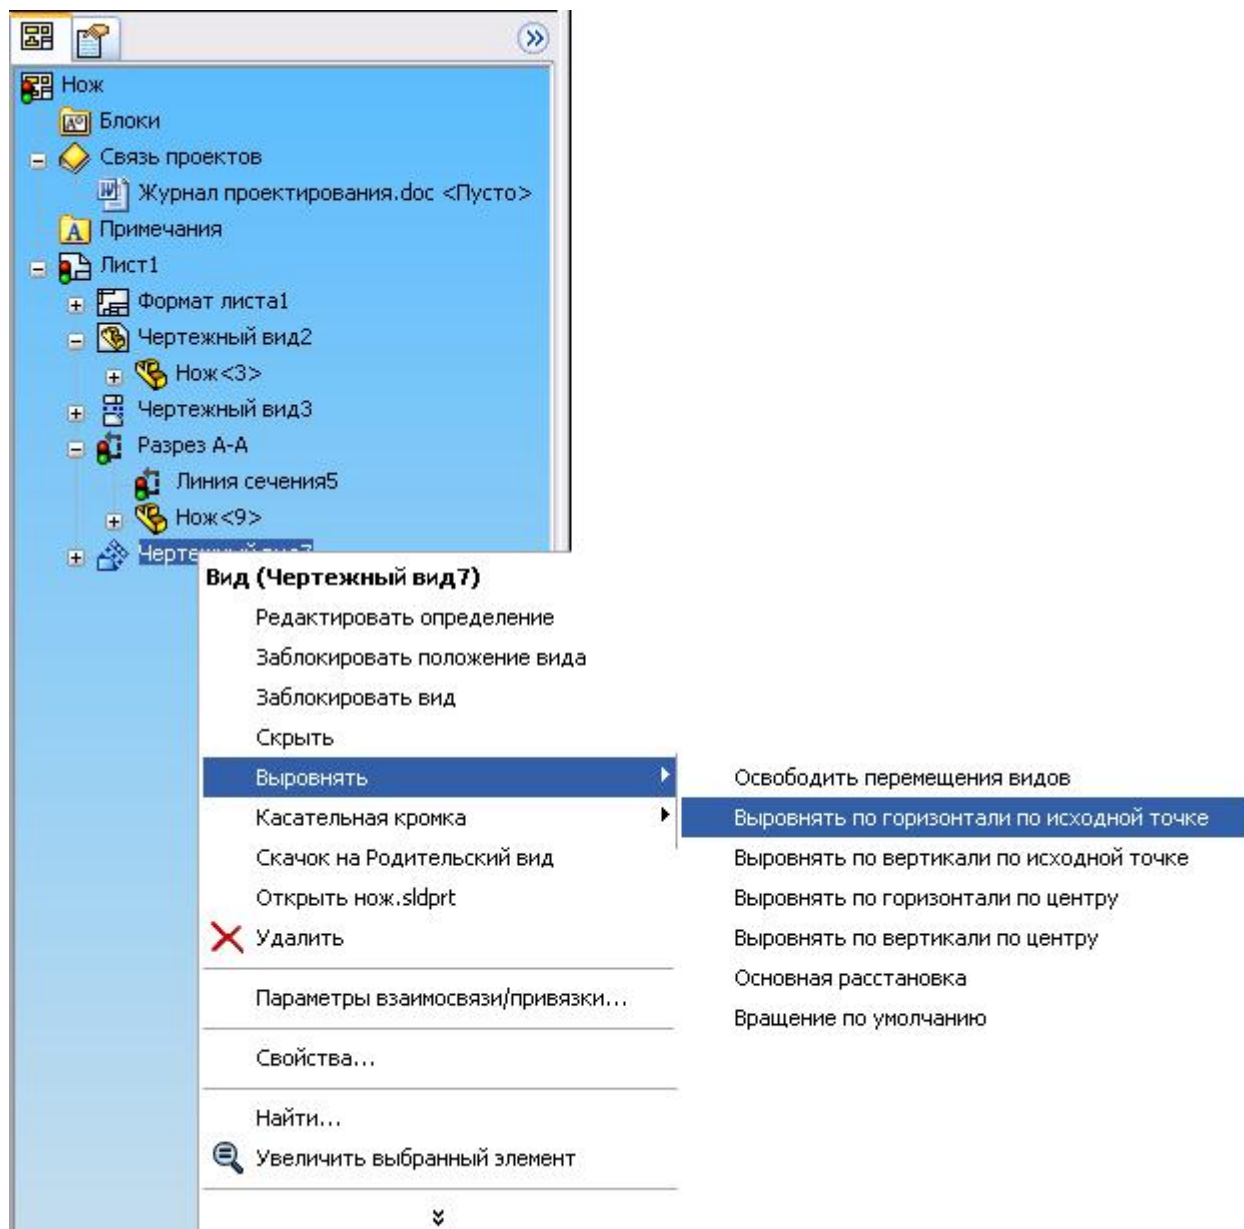 Нож
Блоки
Связь проектов
Журнал проектирования.doc <Пусто>
Примечания
Лист1
Формат листа1
Чертежный вид2
Нож<3>
Чертежный вид3
Разрез А-А
Линия сечения5
Нож<9>
Чертежный вид7
Вид (Чертежный вид7)
Редактировать определение
Заблокировать положение вида
Заблокировать вид
Скрыть
Выровнять
Касательная кромка
Скачок на Родительский вид
Открыть нож.sldprt
Удалить
Параметры взаимосвязи/привязки...
Свойства...
Найти...
Увеличить выбранный элемент
Освободить перемещения видов
Выровнять по горизонтали по исходной точке
Выровнять по вертикали по исходной точке
Выровнять по горизонтали по центру
Выровнять по вертикали по центру
Основная расстановка
Вращение по умолчанию